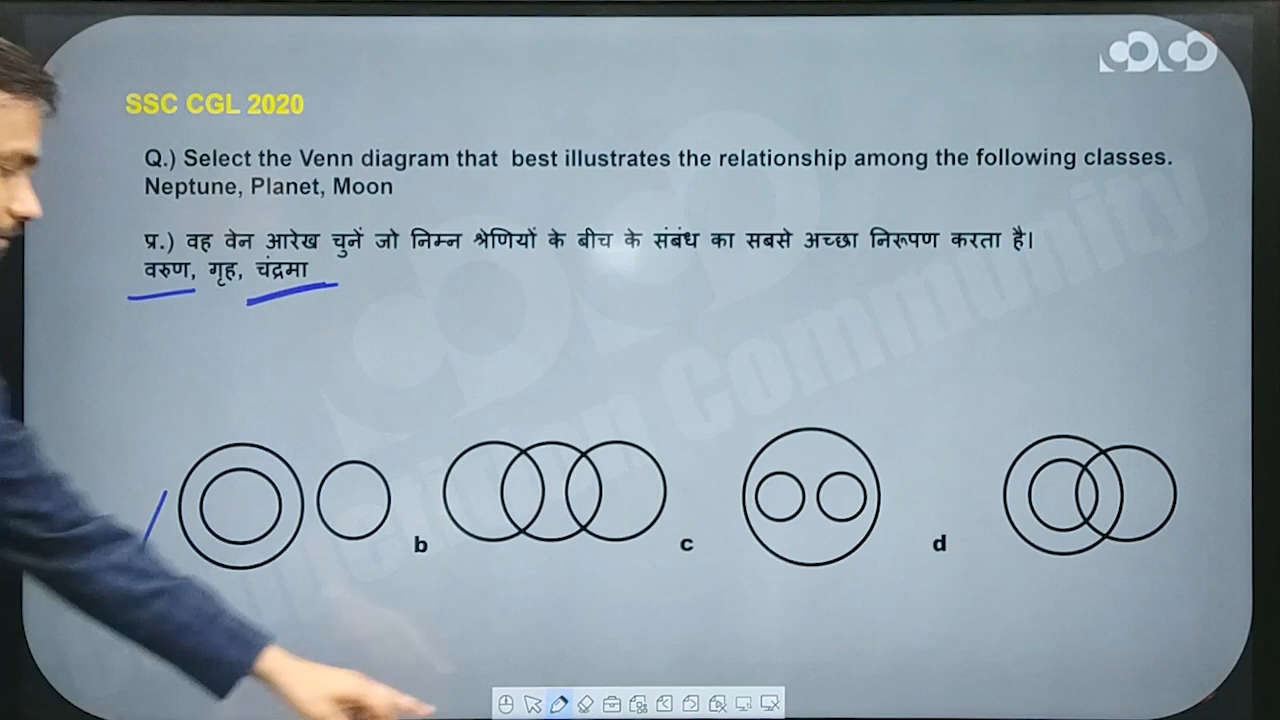 SSC CGL 2020
Q.) Select the Venn diagram that best illustrates the relationship among the following classes.
Neptune, Planet, Moon
प्र.) वह वेन आरेख चुनें जो निम्न श्रेणियों के बीच के संबंध का सबसे अच्छा निरूपण करता है।
वरुण, गृह, चंद्रमा
b
c
d